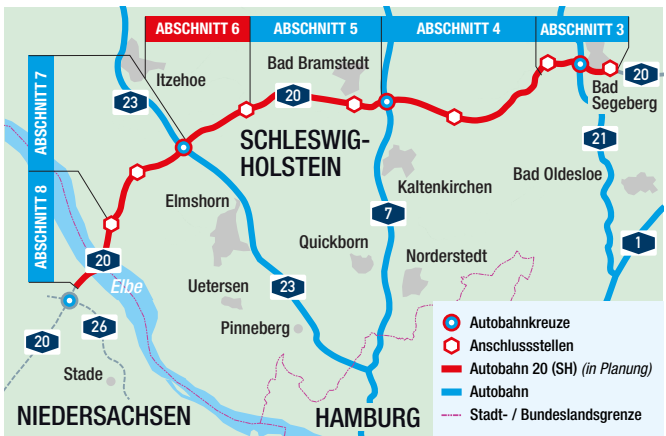 ABSCHNITT 6
ABSCHNITT 5
ABSCHNITT 4
ABSCHNITT 3
ABSCHNITT 7
ABSCHNITT 8
Itzehoe
Bad Bramstedt
23
20
20
Bad
Segeberg
SCHLESWIG-
HOLSTEIN
21
Bad Oldesloe
Kaltenkirchen
Elmshorn
7
Quickborn
Norderstedt
1
20
Elbe
Uetersen
23
Pinneberg
26
20
Stade
NIEDERSACHSEN
HAMBURG
Autobahnkreuze
Anschlussstellen
Autobahn 20 (SH) (in Planung)
Autobahn
Stadt- / Bundeslandsgrenze